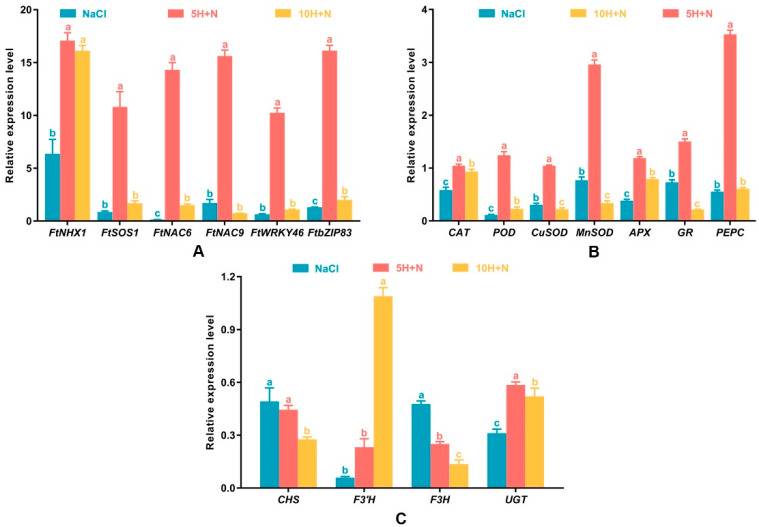 NaCl 5H+N 10H+N
Relative expression level
20
15
10
5
0
b a a
b a b
c a b
b a c
b a b
c a b
FtNHX1 FtSOS1 FtNAC6 FtNAC9 FtWRKY46 FtbZIP83
A
NaCl 10H+N 5H+N
Relative expression level
4
3
2
1
0
c a b
c a b
b a c
b a c
c a b
b a c
b a b
CAT POD CuSOD MnSOD APX GR PEPC
B
NaCl 5H+N 10H+N
Relative expression level
1.2
0.9
0.6
0.3
0.0
a a b
b b a
a b c
c a b
CHS F3'H F3H UGT
C